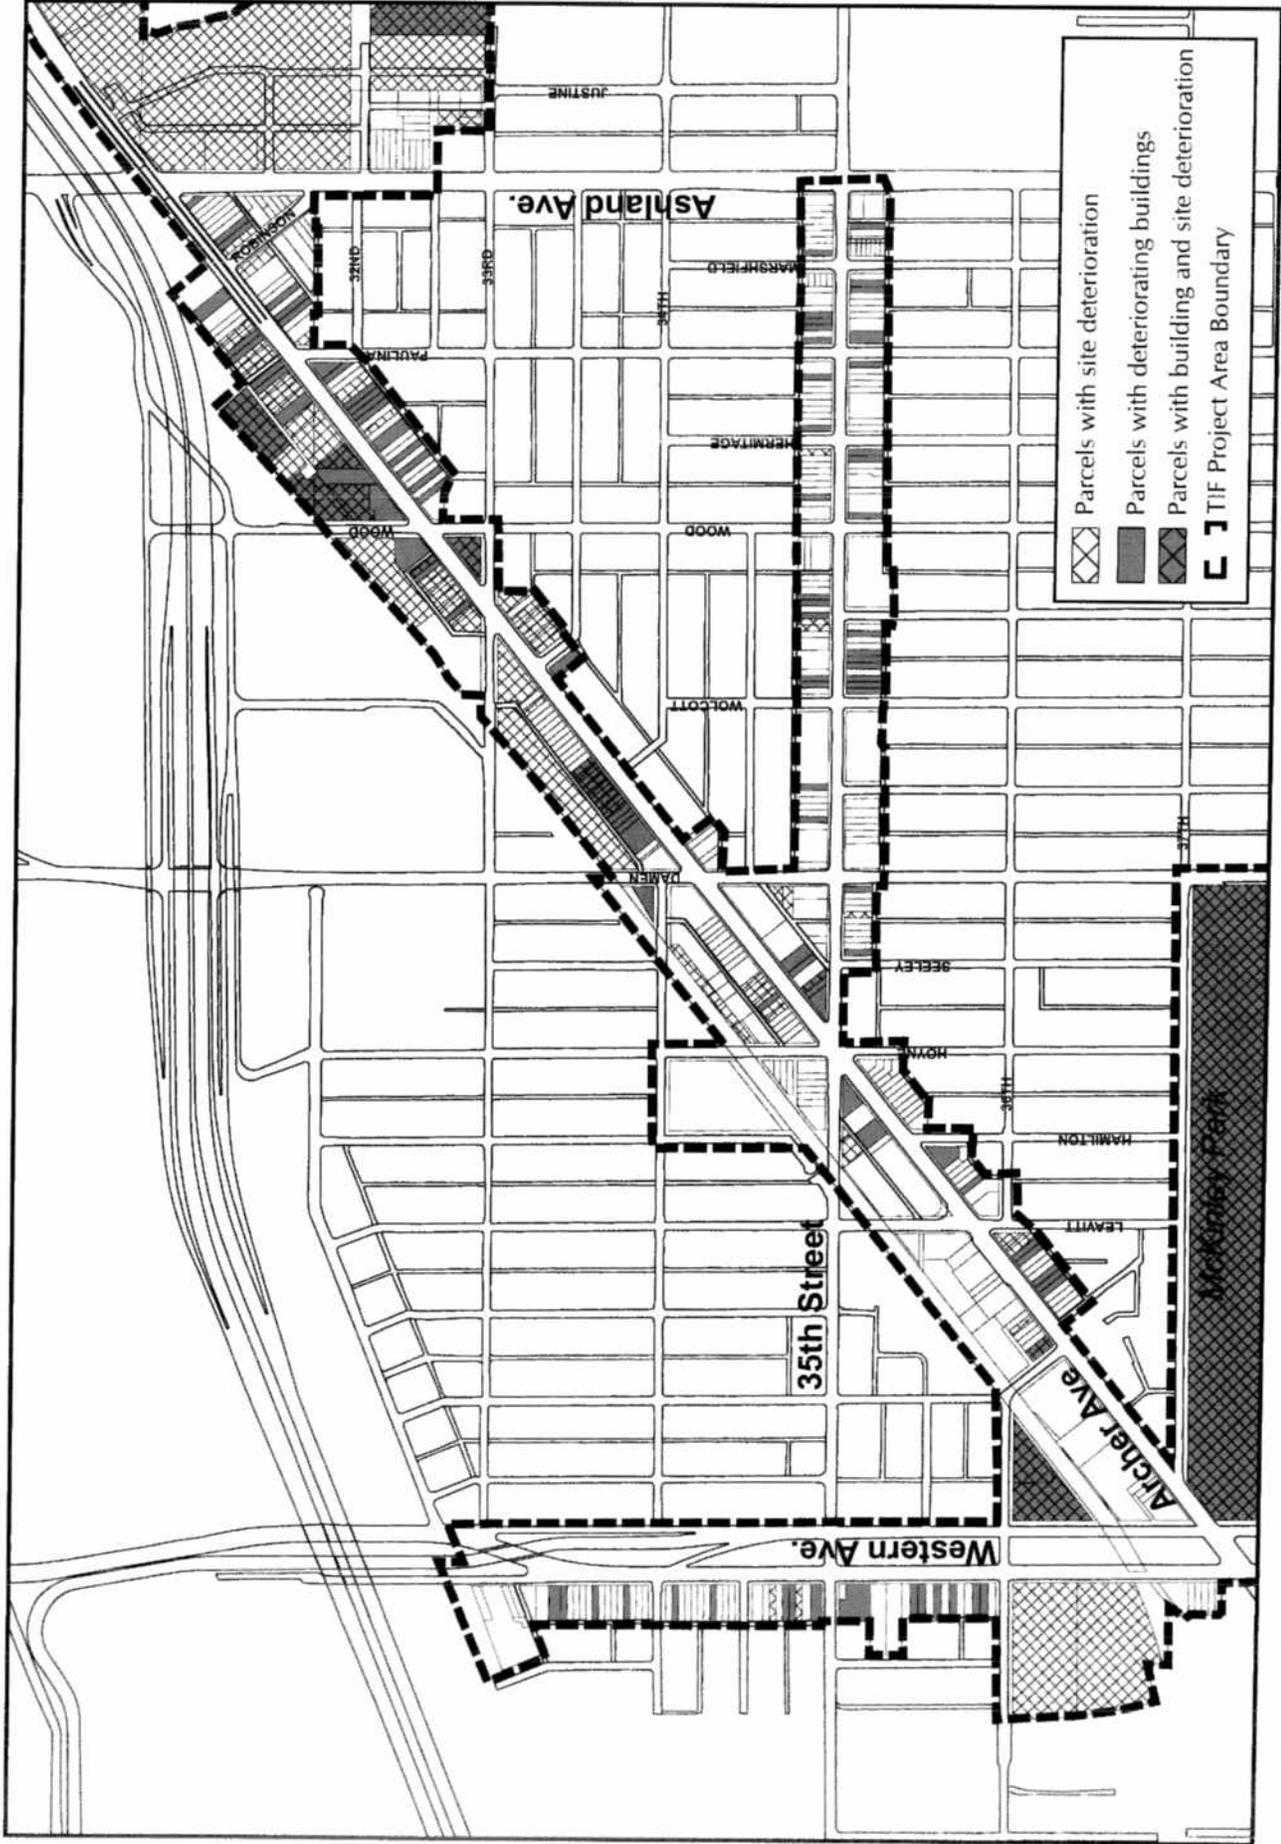 JUSTINE
Ashland Ave.
ROBINSON
32ND
33RD
34TH
MARSHFIELD
PAULINA
HERMITAGE
WOOD
WOOD
WOLCOTT
DAMEN
37TH
SEELEY
HOYNE
36TH
HAMILTON
LEAVITT
McKinley Park
35th Street
Archer Ave
Western Ave.
Parcels with site deterioration
Parcels with deteriorating buildings
Parcels with building and site deterioration
TIF Project Area Boundary